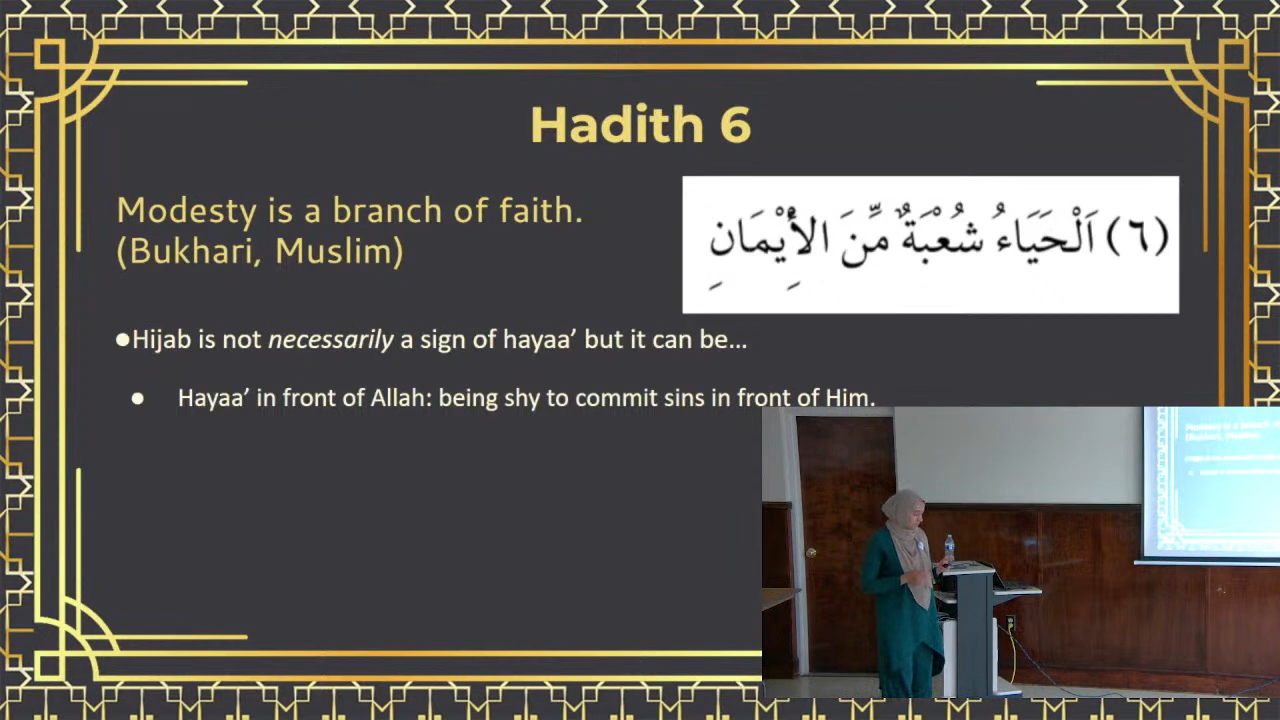 Hadith 6
Modesty is a branch of faith.
(Bukhari, Muslim)
(٦) اَلْحَيَاءُ شُعْبَةٌ مِّنَ الْأِيْمَانِ
●Hijab is not necessarily a sign of hayaa’ but it can be…
● Hayaa’ in front of Allah: being shy to commit sins in front of Him.